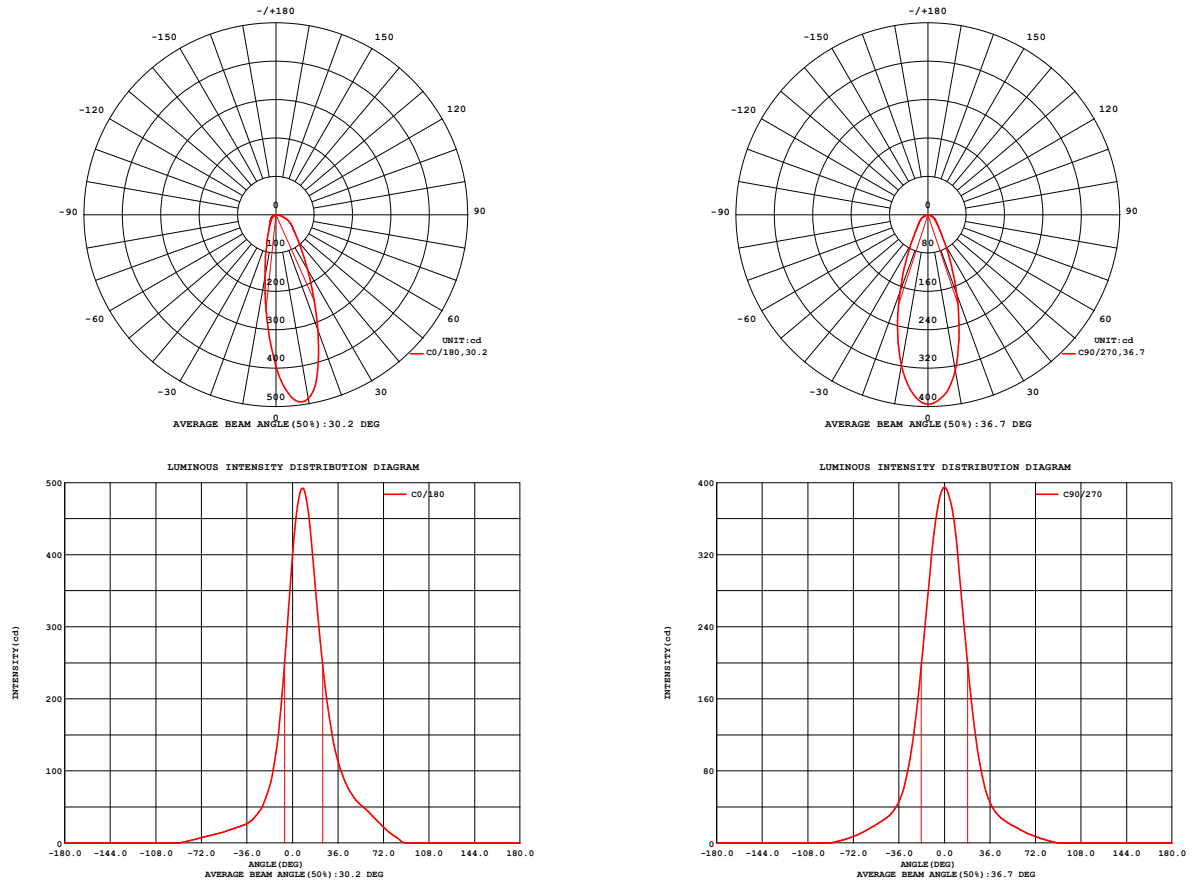 -/+180
-150
150
-120
120
-90
90
-60
60
-30
30
0
0
100
200
300
400
500
UNIT:cd
C0/180,30.2
AVERAGE BEAM ANGLE(50%):30.2 DEG
-/+180
-150
150
-120
120
-90
90
-60
60
-30
30
0
0
80
160
240
320
400
UNIT:cd
C90/270,36.7
AVERAGE BEAM ANGLE(50%):36.7 DEG
LUMINOUS INTENSITY DISTRIBUTION DIAGRAM
C0/180
500
400
300
200
100
0
INTENSITY(cd)
-180.0 -144.0 -108.0 -72.0 -36.0 0.0 36.0 72.0 108.0 144.0 180.0
ANGLE(DEG)
AVERAGE BEAM ANGLE(50%):30.2 DEG
LUMINOUS INTENSITY DISTRIBUTION DIAGRAM
C90/270
400
320
240
160
80
0
INTENSITY(cd)
-180.0 -144.0 -108.0 -72.0 -36.0 0.0 36.0 72.0 108.0 144.0 180.0
ANGLE(DEG)
AVERAGE BEAM ANGLE(50%):36.7 DEG